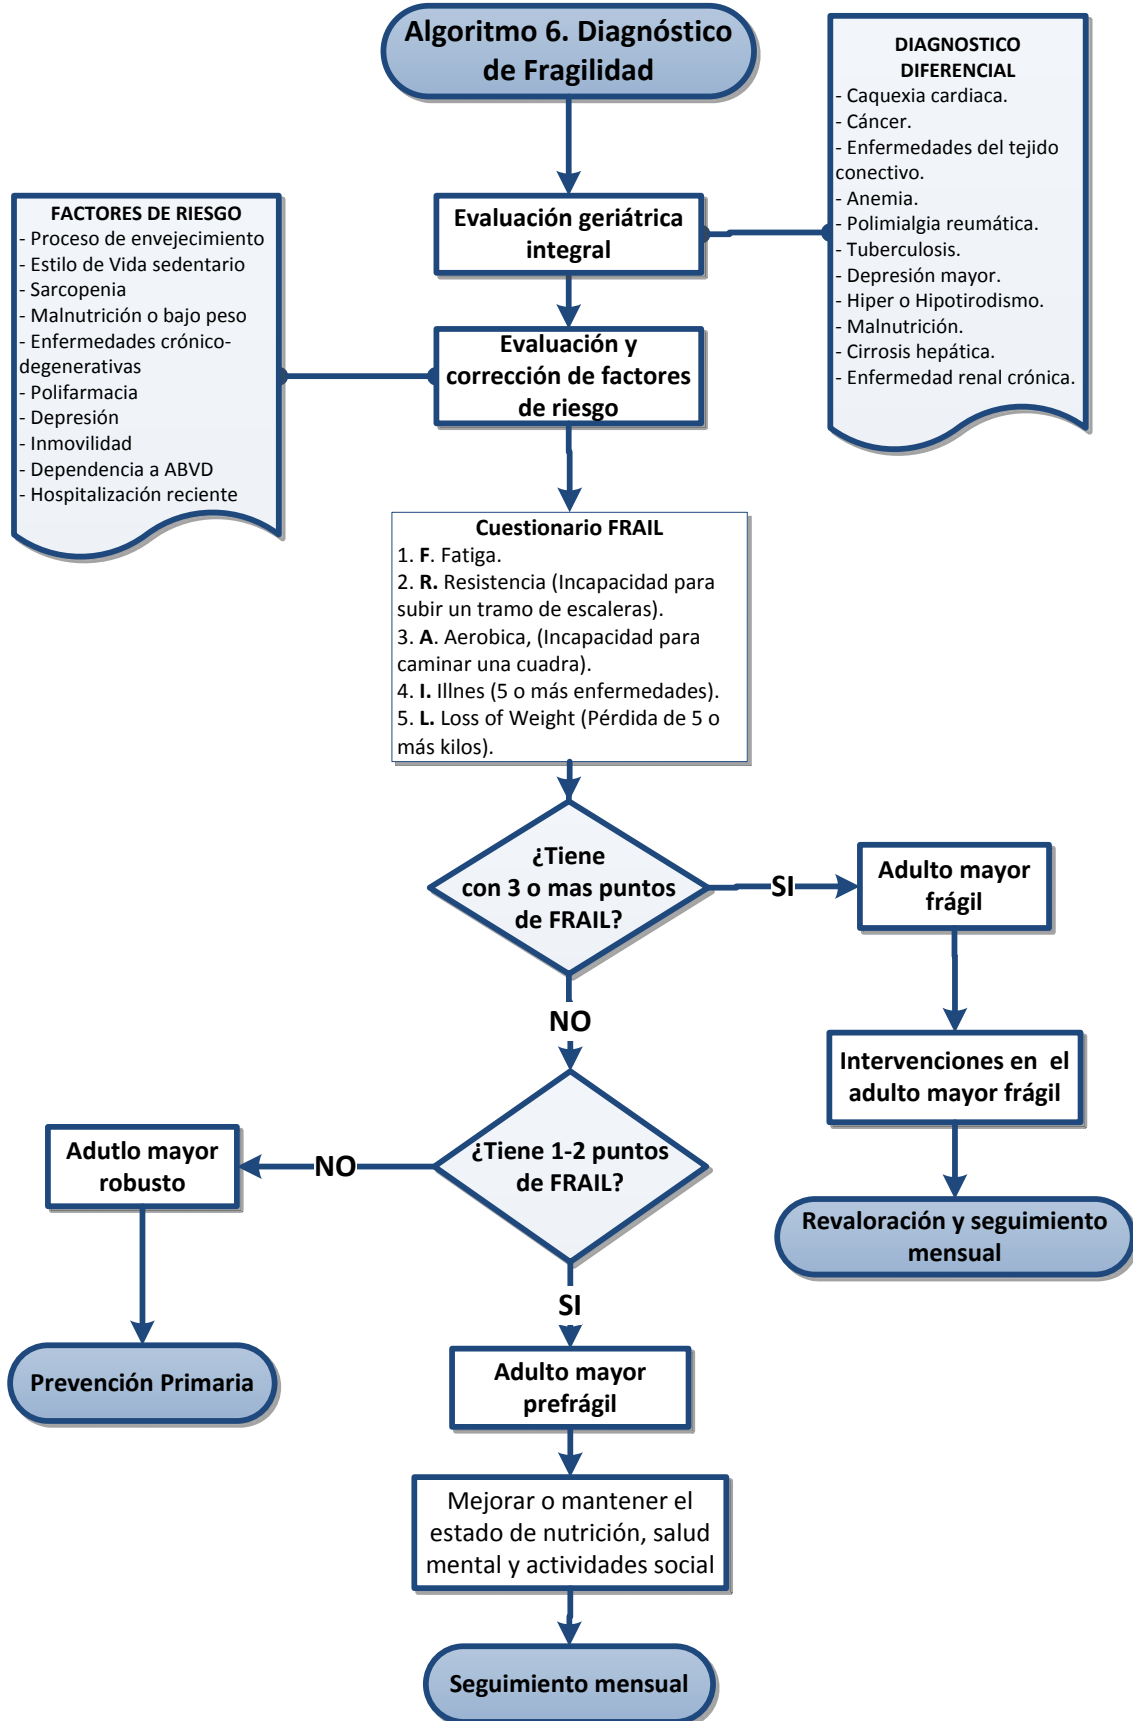 Algoritmo 6. Diagnóstico
de Fragilidad
DIAGNOSTICO
DIFERENCIAL
- Caquexia cardiaca.
- Cáncer.
- Enfermedades del tejido
conectivo.
- Anemia.
- Polimialgia reumática.
- Tuberculosis.
- Depresión mayor.
- Hiper o Hipotirodismo.
- Malnutrición.
- Cirrosis hepática.
- Enfermedad renal crónica.
Evaluación geriátrica
integral
FACTORES DE RIESGO
- Proceso de envejecimiento
- Estilo de Vida sedentario
- Sarcopenia
- Malnutrición o bajo peso
- Enfermedades crónico-
degenerativas
- Polifarmacia
- Depresión
- Inmovilidad
- Dependencia a ABVD
- Hospitalización reciente
Evaluación y
corrección de factores
de riesgo
Cuestionario FRAIL
1. F. Fatiga.
2. R. Resistencia (Incapacidad para
subir un tramo de escaleras).
3. A. Aerobica, (Incapacidad para
caminar una cuadra).
4. I. Illnes (5 o más enfermedades).
5. L. Loss of Weight (Pérdida de 5 o
más kilos).
¿Tiene
con 3 o mas puntos
de FRAIL?
SI
Adulto mayor
frágil
NO
Intervenciones en  el
adulto mayor frágil
¿Tiene 1-2 puntos
de FRAIL?
NO
Adutlo mayor
robusto
Revaloración y seguimiento
mensual
SI
Prevención Primaria
Adulto mayor
prefrágil
Mejorar o mantener el
estado de nutrición, salud
mental y actividades social
Seguimiento mensual